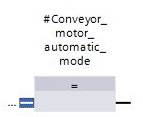 #Conveyor_
motor_
automatic_
mode
=
...